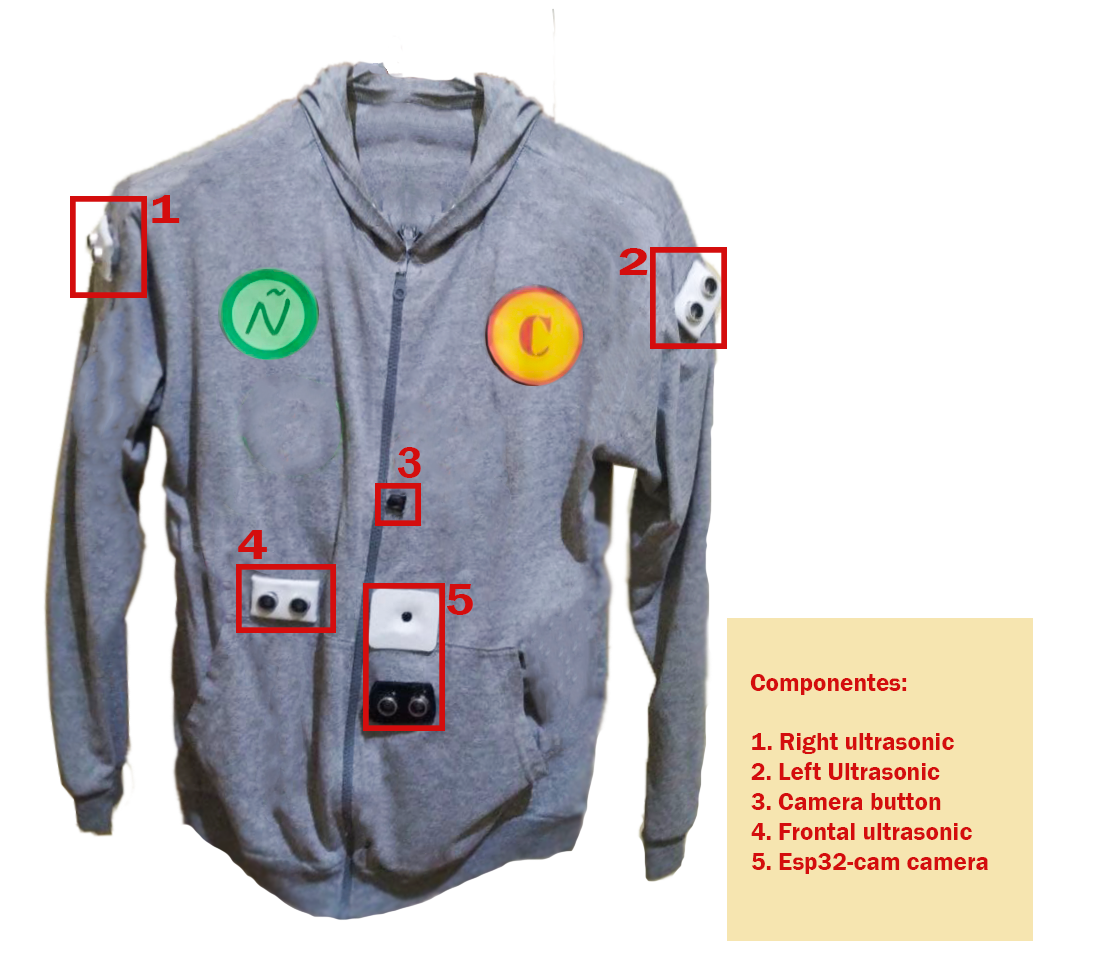 1
2
Ñ
C
3
4
5
Componentes:
1. Right ultrasonic
2. Left Ultrasonic
3. Camera button
4. Frontal ultrasonic
5. Esp32-cam camera